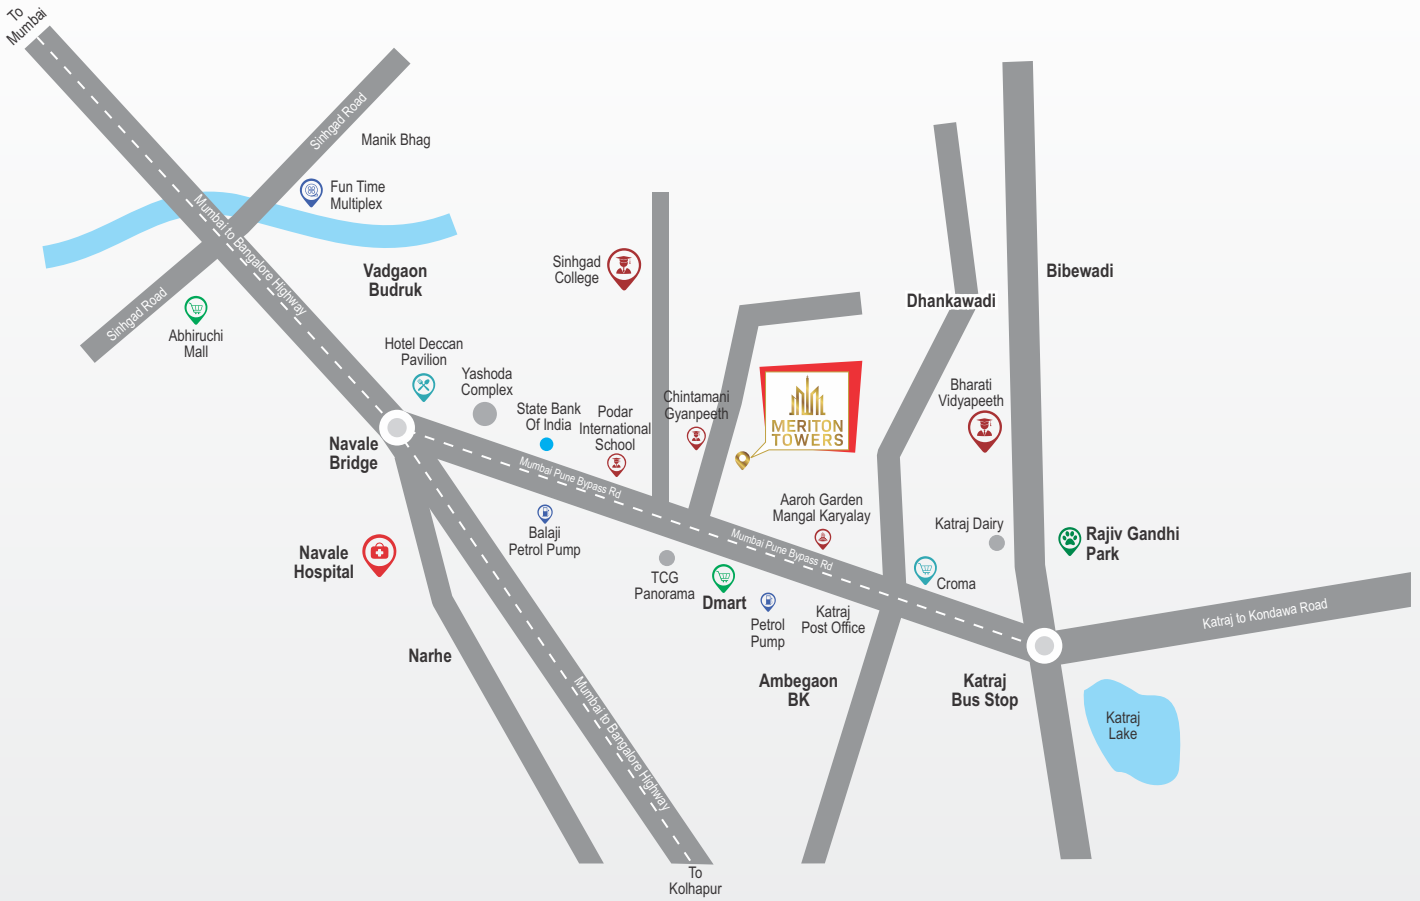 To
Mumbai
Sinhgad Road
Manik Bhag
Fun Time
Multiplex
Mumbai to Bangalore Highway
Sinhgad Road
Abhiruchi
Mall
Vadgaon
Budruk
Sinhgad
College
Dhankawadi
Bibewadi
Hotel Deccan
Pavilion
Yashoda
Complex
State Bank
Of India
Podar
International
School
Chintamani
Gyanpeeth
MERITON
TOWERS
Bharati
Vidyapeeth
Navale
Bridge
Mumbai Pune Bypass Rd
Balaji
Petrol Pump
Navale
Hospital
Aaroh Garden
Mangal Karyalay
Mumbai Pune Bypass Rd
Katraj Dairy
Rajiv Gandhi
Park
TCG
Panorama
Dmart
Petrol
Pump
Katraj
Post Office
Croma
Katraj to Kondawa Road
Narhe
Ambegaon
BK
Katraj
Bus Stop
Katraj
Lake
Mumbai to Bangalore Highway
To
Kolhapur